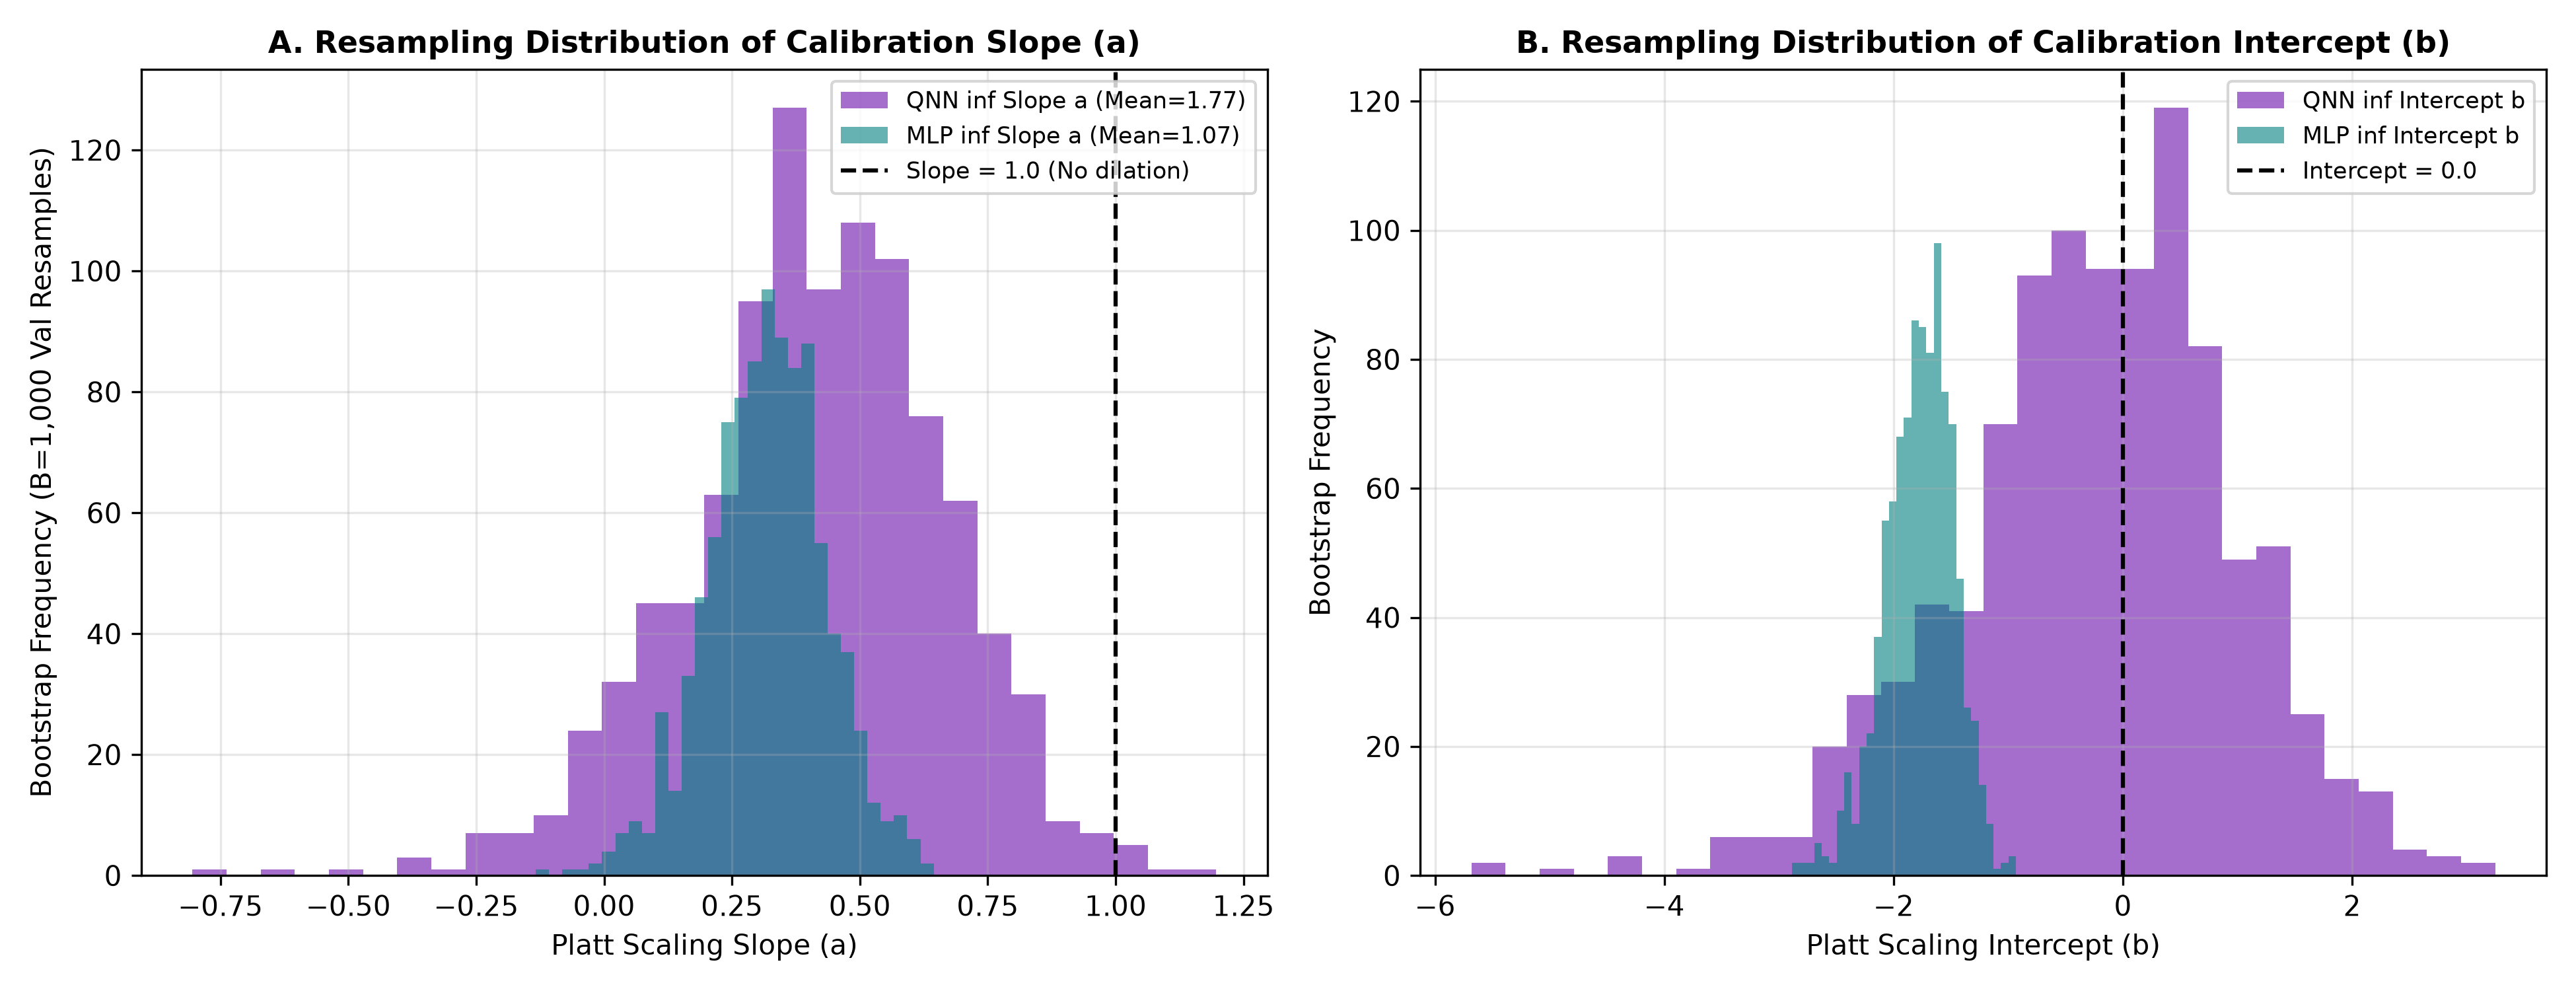 A. Resampling Distribution of Calibration Slope (a)
QNN inf Slope a (Mean=1.77)
MLP inf Slope a (Mean=1.07)
Slope = 1.0 (No dilation)
Bootstrap Frequency (B=1,000 Val Resamples)
120
100
80
60
40
20
0
−0.75 −0.50 −0.25 0.00 0.25 0.50 0.75 1.00 1.25
Platt Scaling Slope (a)
B. Resampling Distribution of Calibration Intercept (b)
QNN inf Intercept b
MLP inf Intercept b
Intercept = 0.0
Bootstrap Frequency
120
100
80
60
40
20
0
−6 −4 −2 0 2
Platt Scaling Intercept (b)